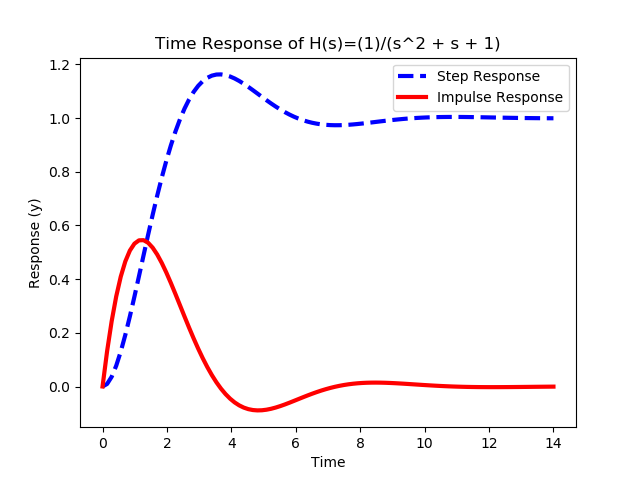 Time Response of H(s)=(1)/(s^2 + s + 1)
Step Response
Impulse Response
Response (y)
1.2
1.0
0.8
0.6
0.4
0.2
0.0
0 2 4 6 8 10 12 14
Time